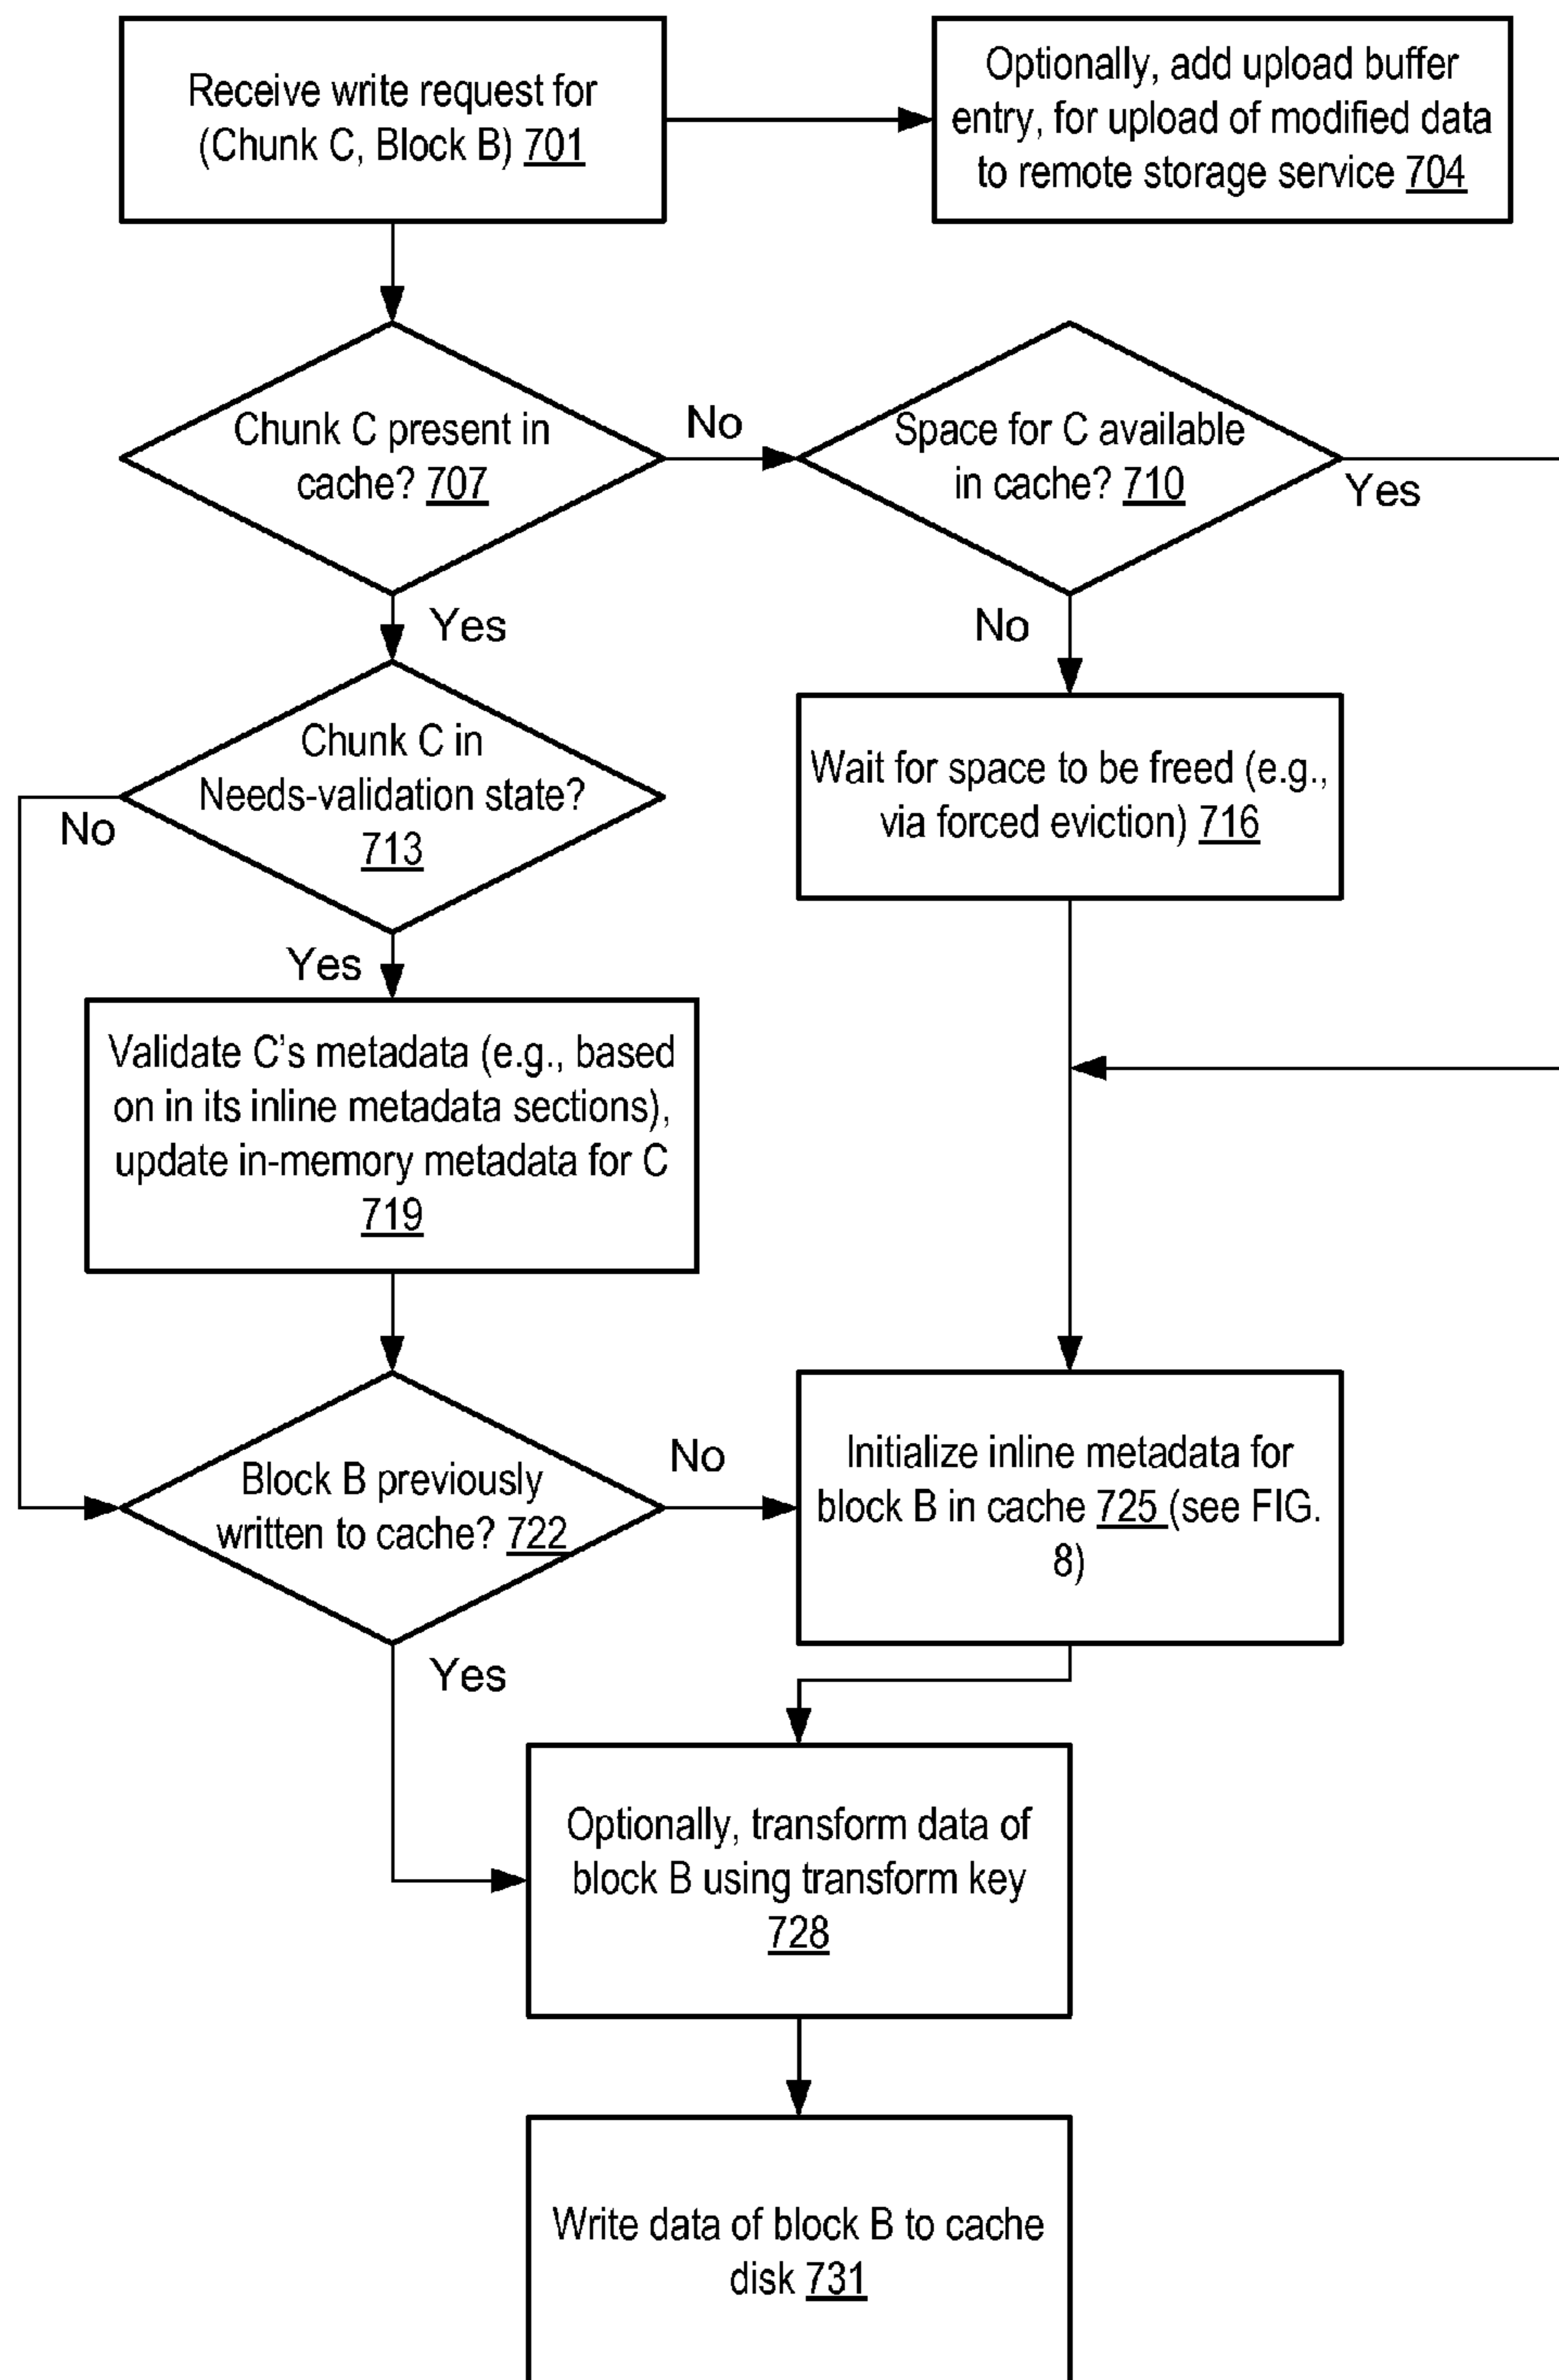 Receive write request for
(Chunk C, Block B) 701
Optionally, add upload buffer
entry, for upload of modified data
to remote storage service 704
Chunk C present in
cache? 707
No
Space for C available
in cache? 710
Yes
Yes
No
Chunk C in
Needs-validation state?
713
No
Wait for space to be freed (e.g.,
via forced eviction) 716
Yes
Validate C's metadata (e.g., based
on in its inline metadata sections),
update in-memory metadata for C
719
Block B previously
written to cache? 722
No
Initialize inline metadata for
block B in cache 725 (see FIG.
8)
Yes
Optionally, transform data of
block B using transform key
728
Write data of block B to cache
disk 731